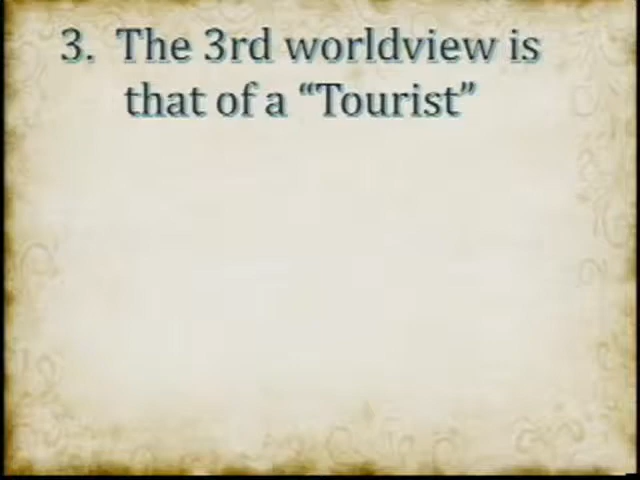 3. The 3rd worldview is
that of a “Tourist”